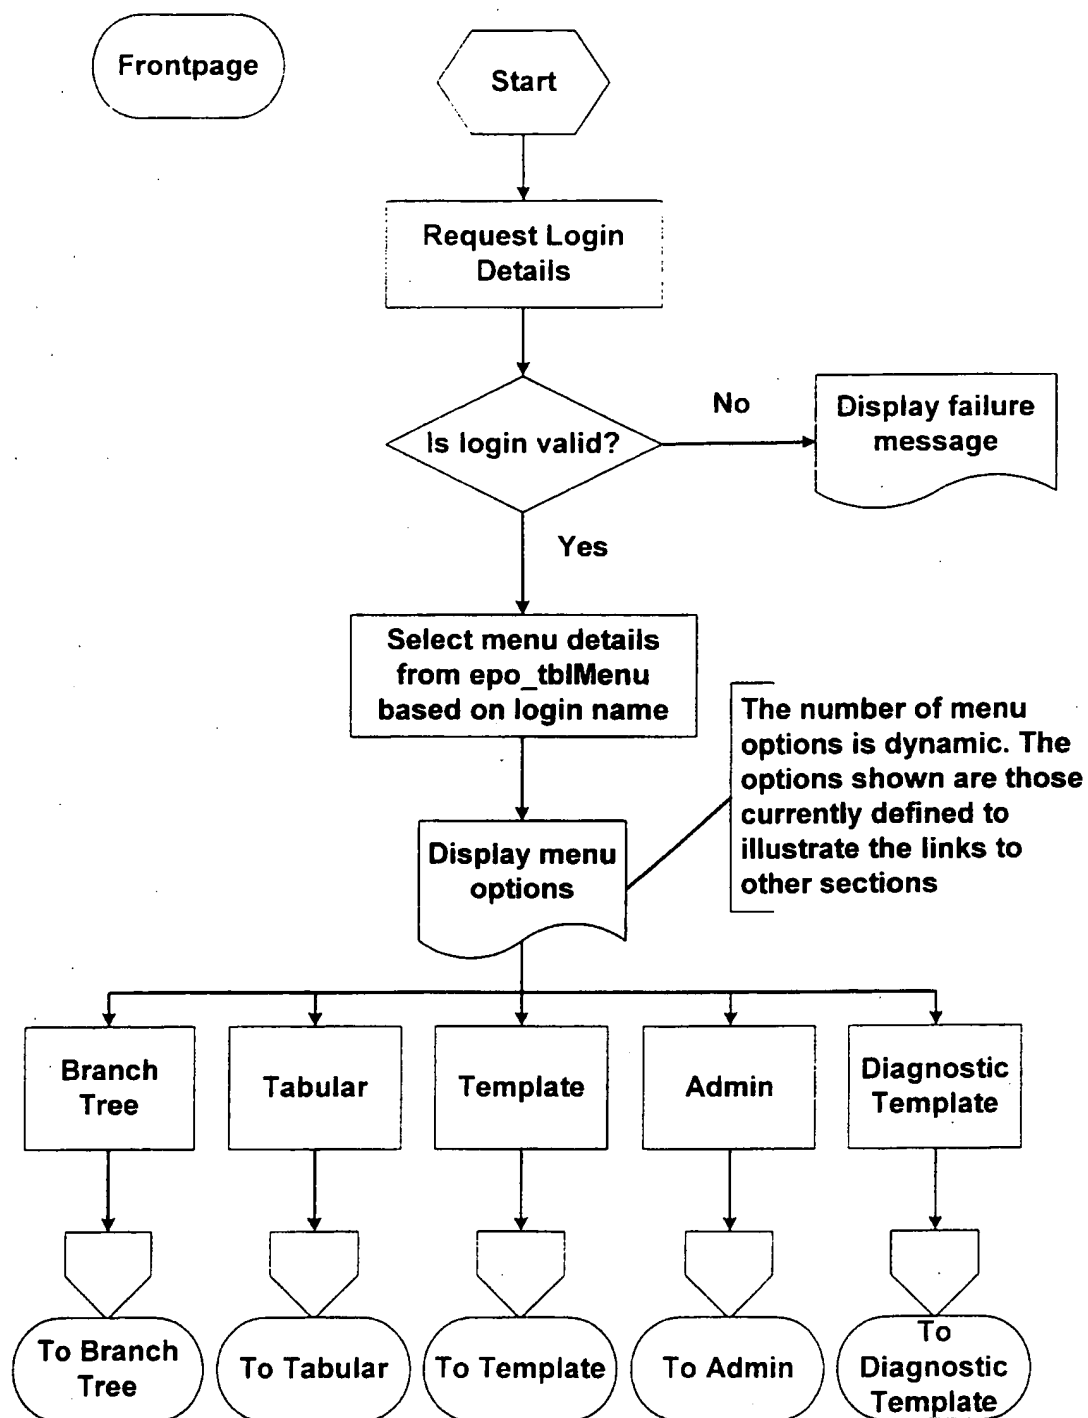 Frontpage
Start
Request Login
Details
Is login valid?
No
Display failure
message
Yes
Select menu details
from epo_tblMenu
based on login name
The number of menu
options is dynamic. The
options shown are those
currently defined to
illustrate the links to
other sections
Display menu
options
Branch
Tree
Tabular
Template
Admin
Diagnostic
Template
To Branch
Tree
To Tabular
To Template
To Admin
To
Diagnostic
Template